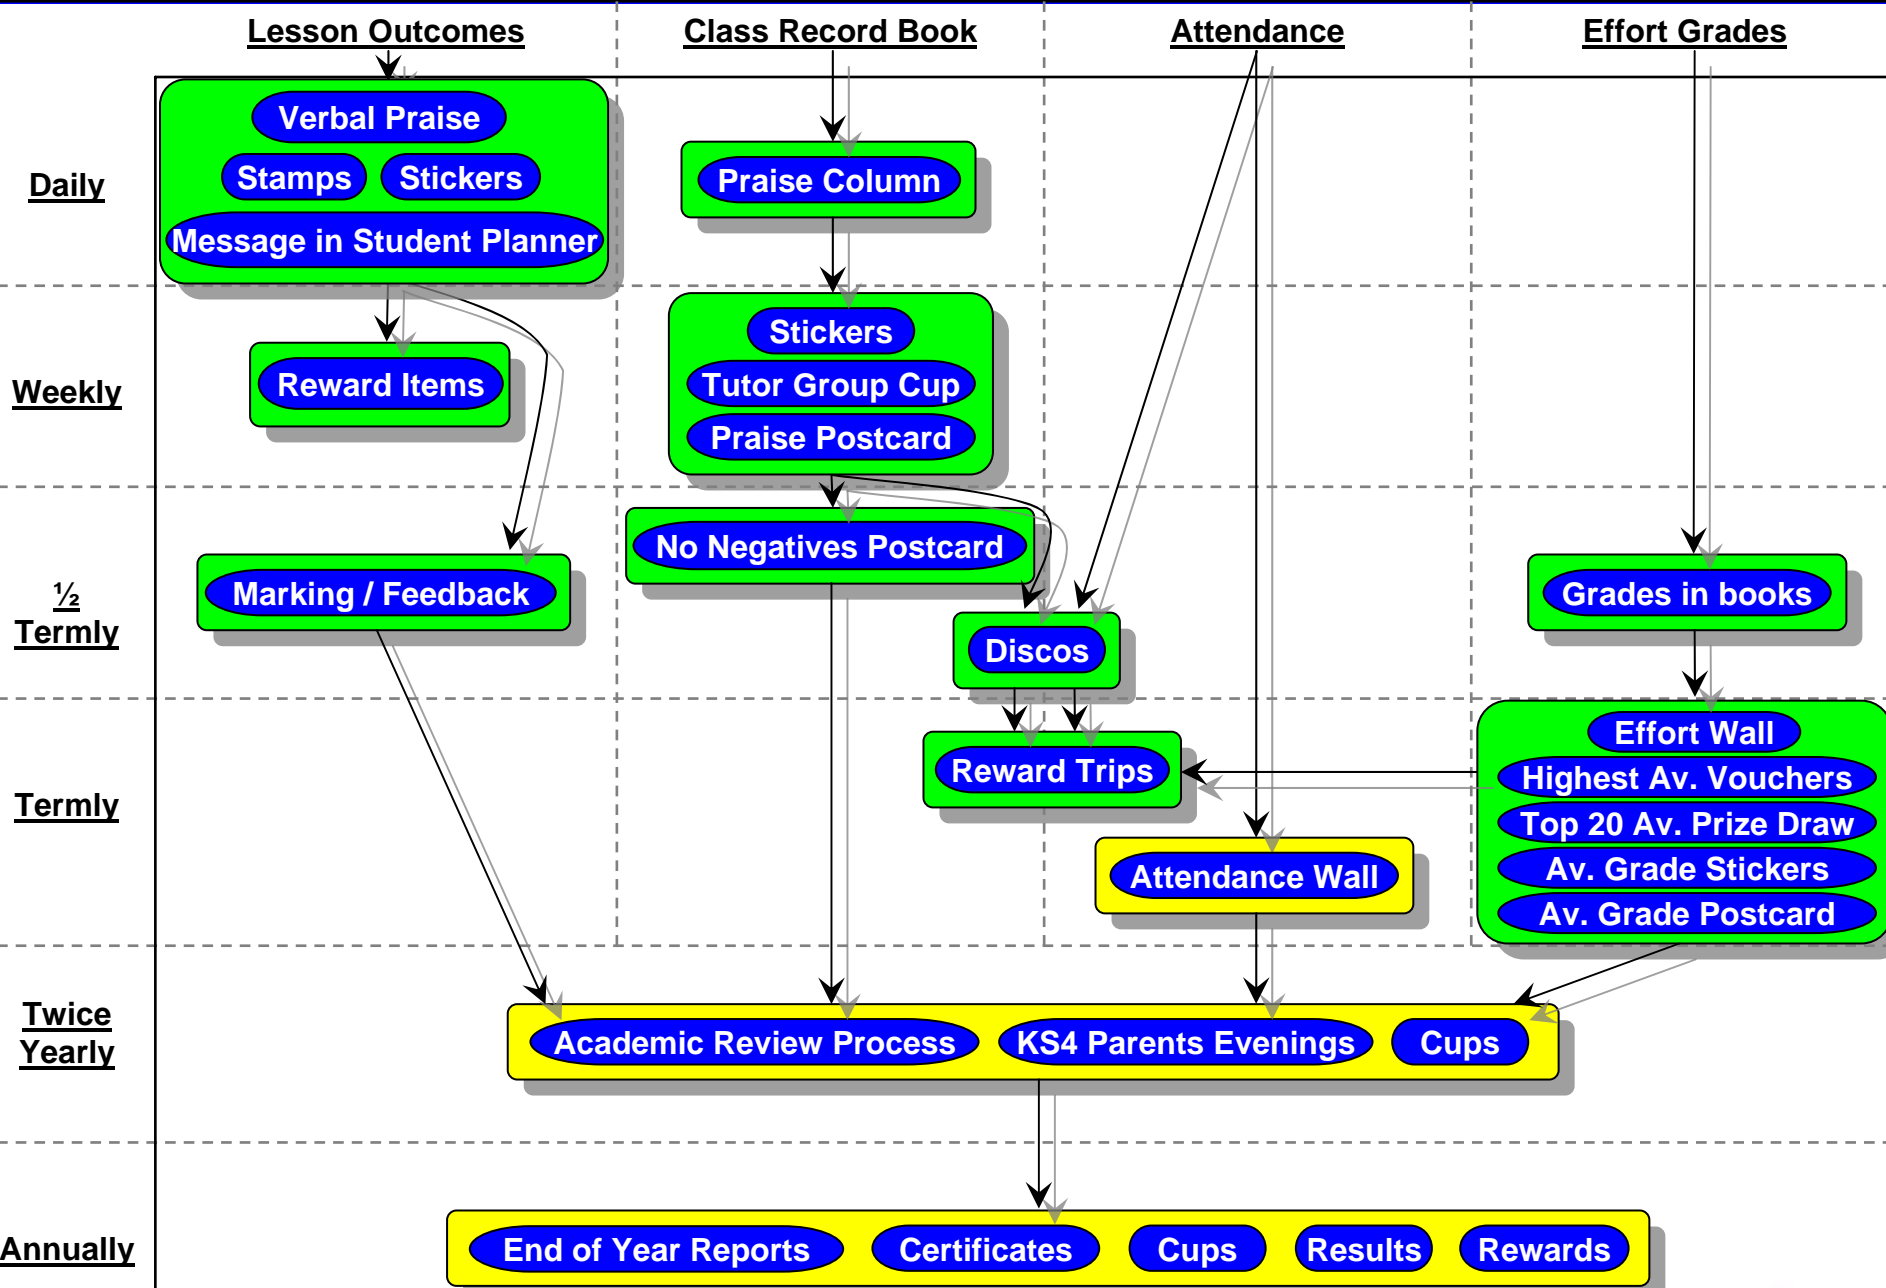 Lesson Outcomes
Class Record Book
Attendance
Effort Grades
Daily
Verbal Praise
Stamps
Stickers
Message in Student Planner
Praise Column
Weekly
Reward Items
Stickers
Tutor Group Cup
Praise Postcard
½
Termly
Marking / Feedback
No Negatives Postcard
Discos
Grades in books
Termly
Reward Trips
Attendance Wall
Effort Wall
Highest Av. Vouchers
Top 20 Av. Prize Draw
Av. Grade Stickers
Av. Grade Postcard
Twice
Yearly
Academic Review Process
KS4 Parents Evenings
Cups
Annually
End of Year Reports
Certificates
Cups
Results
Rewards